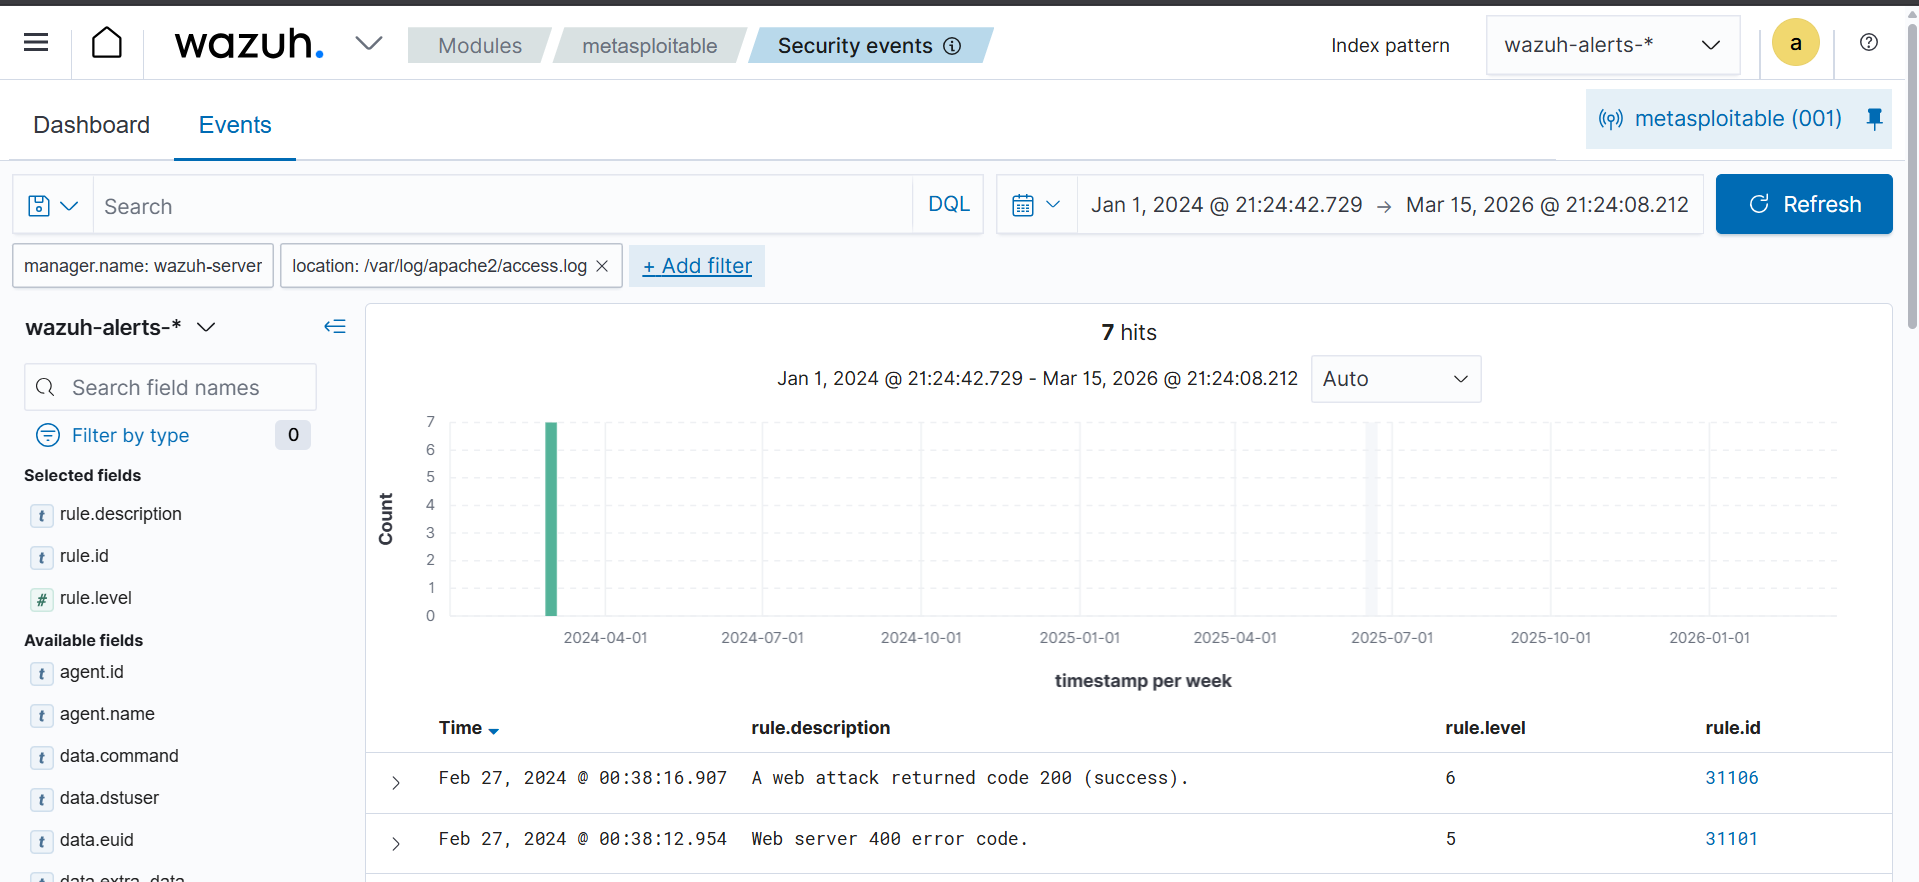 wazuh.
Modules
metasploitable
Security events
Index pattern
wazuh-alerts-*
a
Dashboard
Events
metasploitable (001)
Search
DQL
Jan 1, 2024 @ 21:24:42.729 → Mar 15, 2026 @ 21:24:08.212
Refresh
manager.name: wazuh-server
location: /var/log/apache2/access.log
+ Add filter
wazuh-alerts-*
Search field names
Filter by type
0
Selected fields
t rule.description
t rule.id
# rule.level
Available fields
t agent.id
t agent.name
t data.command
t data.dstuser
t data.euid
data.extra_data
7 hits
Jan 1, 2024 @ 21:24:42.729 - Mar 15, 2026 @ 21:24:08.212
Auto
Count
7
6
5
4
3
2
1
0
2024-04-01
2024-07-01
2024-10-01
2025-01-01
2025-04-01
2025-07-01
2025-10-01
2026-01-01
timestamp per week
Time rule.description rule.level rule.id
Feb 27, 2024 @ 00:38:16.907 A web attack returned code 200 (success). 6 31106
Feb 27, 2024 @ 00:38:12.954 Web server 400 error code. 5 31101